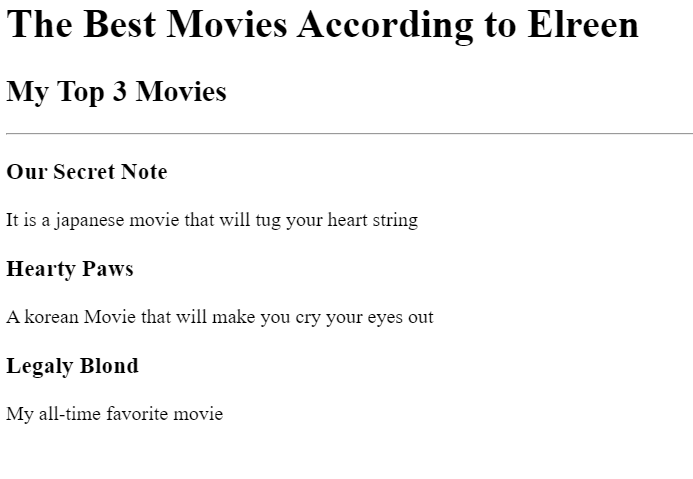 The Best Movies According to Elreen
My Top 3 Movies
Our Secret Note
It is a japanese movie that will tug your heart string
Hearty Paws
A korean Movie that will make you cry your eyes out
Legaly Blond
My all-time favorite movie